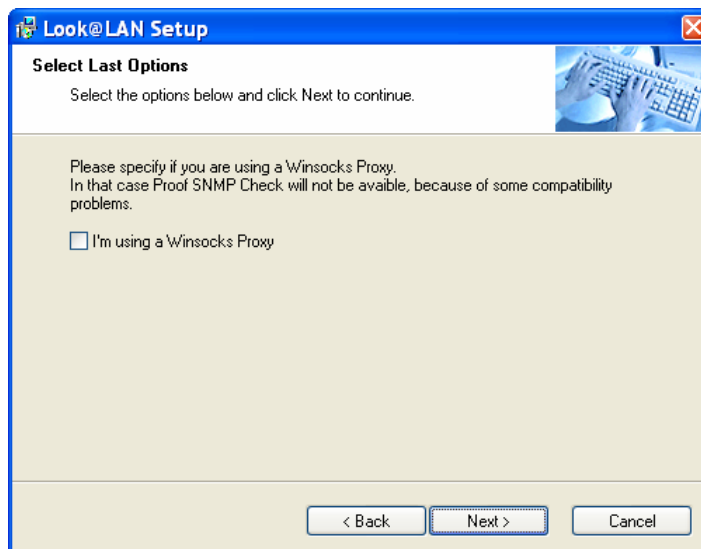 Look@LAN Setup
Select Last Options
Select the options below and click Next to continue.
Please specify if you are using a Winsocks Proxy.
In that case Proof SNMP Check will not be avaible, because of some compatibility
problems.
I'm using a Winsocks Proxy
< Back
Next >
Cancel